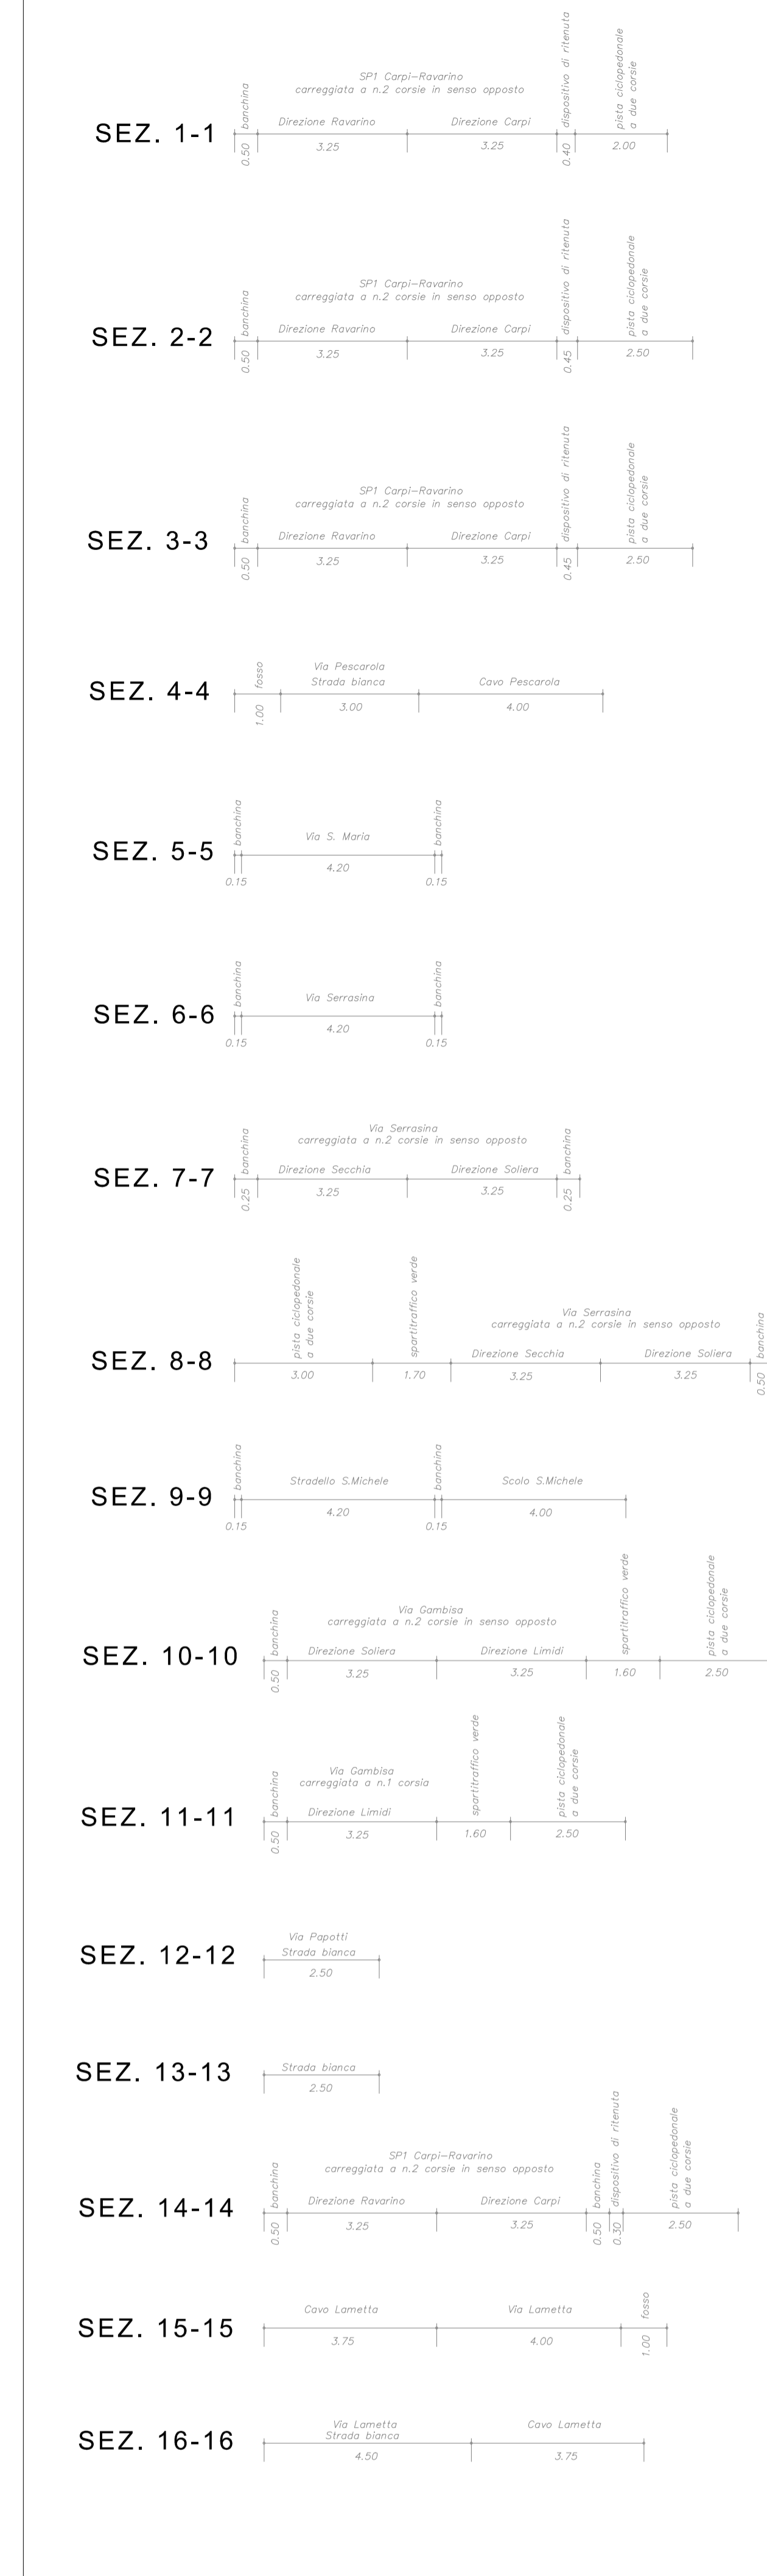 SP1 Carpi-Ravarino
carreggiata a n.2 corsie in senso opposto
SEZ. 1-1
banchina
Direzione Ravarino
Direzione Carpi
dispositivo di ritenuta
pista ciclopedonale
a due corsie
0.50
3.25
3.25
0.40
2.00
SP1 Carpi-Ravarino
carreggiata a n.2 corsie in senso opposto
SEZ. 2-2
banchina
Direzione Ravarino
Direzione Carpi
dispositivo di ritenuta
pista ciclopedonale
a due corsie
0.50
3.25
3.25
0.45
2.50
SP1 Carpi-Ravarino
carreggiata a n.2 corsie in senso opposto
SEZ. 3-3
banchina
Direzione Ravarino
Direzione Carpi
dispositivo di ritenuta
pista ciclopedonale
a due corsie
0.50
3.25
3.25
0.45
2.50
SEZ. 4-4
fosso
Via Pescarola
Strada bianca
Cavo Pescarola
1.00
3.00
4.00
SEZ. 5-5
banchina
Via S. Maria
banchina
0.15
4.20
0.15
SEZ. 6-6
banchina
Via Serrasina
banchina
0.15
4.20
0.15
Via Serrasina
carreggiata a n.2 corsie in senso opposto
SEZ. 7-7
banchina
Direzione Secchia
Direzione Soliera
banchina
0.25
3.25
3.25
0.25
SEZ. 8-8
pista ciclopedonale
a due corsie
spartitraffico verde
Via Serrasina
carreggiata a n.2 corsie in senso opposto
Direzione Secchia
Direzione Soliera
banchina
3.00
1.70
3.25
3.25
0.50
SEZ. 9-9
banchina
Stradello S.Michele
banchina
Scolo S.Michele
0.15
4.20
0.15
4.00
Via Gambisa
carreggiata a n.2 corsie in senso opposto
SEZ. 10-10
banchina
Direzione Soliera
Direzione Limidi
spartitraffico verde
pista ciclopedonale
a due corsie
0.50
3.25
3.25
1.60
2.50
Via Gambisa
carreggiata a n.1 corsia
SEZ. 11-11
banchina
Direzione Limidi
spartitraffico verde
pista ciclopedonale
a due corsie
0.50
3.25
1.60
2.50
SEZ. 12-12
Via Papotti
Strada bianca
2.50
SEZ. 13-13
Strada bianca
2.50
SP1 Carpi-Ravarino
carreggiata a n.2 corsie in senso opposto
SEZ. 14-14
banchina
Direzione Ravarino
Direzione Carpi
banchina
dispositivo di ritenuta
pista ciclopedonale
a due corsie
0.50
3.25
3.25
0.50
0.30
2.50
SEZ. 15-15
Cavo Lametta
Via Lametta
fosso
3.75
4.00
1.00
SEZ. 16-16
Via Lametta
Strada bianca
Cavo Lametta
4.50
3.75